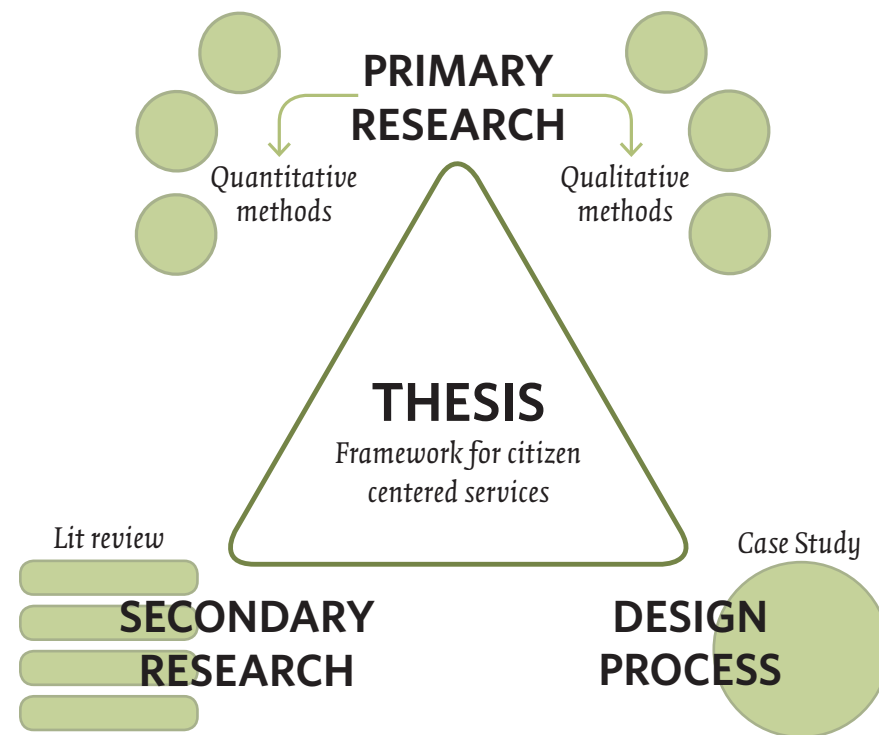 PRIMARY
RESEARCH
Quantitative
methods
Qualitative
methods
THESIS
Framework for citizen
centered services
Lit review
SECONDARY
RESEARCH
Case Study
DESIGN
PROCESS